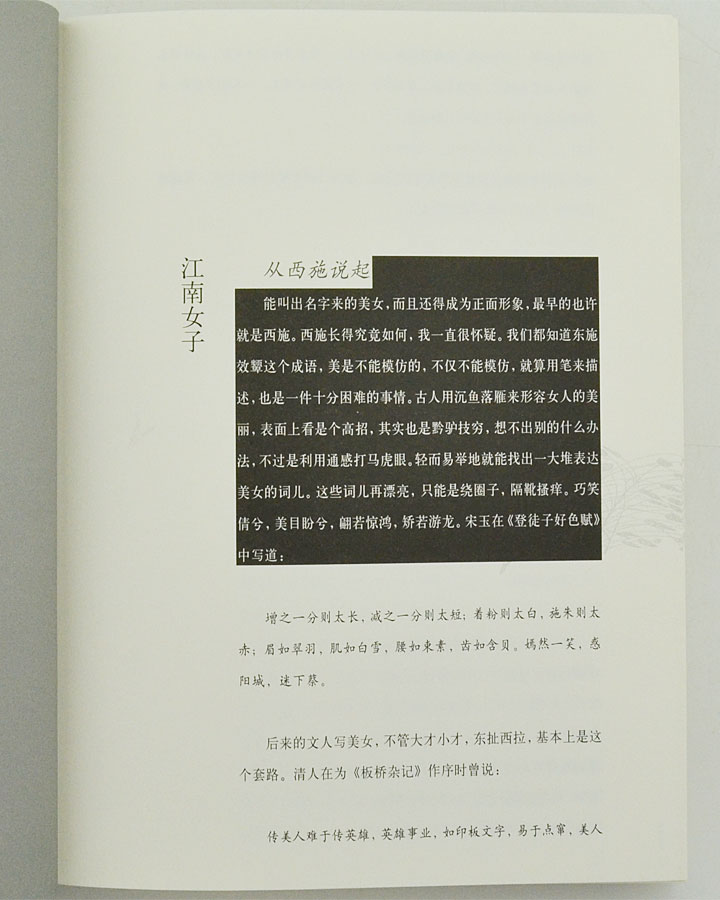 江南女子
从西施说起
能叫出名字来的美女，而且还得成为正面形象，最早的也许
就是西施。西施长得究竟如何，我一直很怀疑。我们都知道东施
效颦这个成语，美是不能模仿的，不仅不能模仿，就算用笔来描
述，也是一件十分困难的事情。古人用沉鱼落雁来形容女人的美
丽，表面上看是个高招，其实也是黔驴技穷，想不出别的什么办
法，不过是利用通感打马虎眼。轻而易举地就能找出一大堆表达
美女的词儿。这些词儿再漂亮，只能是绕圈子，隔靴搔痒。巧笑
倩兮，美目盼兮，翩若惊鸿，矫若游龙。宋玉在《登徒子好色赋》
中写道：
增之一分则太长，减之一分则太短；着粉则太白，施朱则太
赤；眉如翠羽，肌如白雪，腰如束素，齿如含贝。嫣然一笑，惑
阳城，迷下蔡。
后来的文人写美女，不管大才小才，东扯西拉，基本上是这
个套路。清人在为《板桥杂记》作序时曾说：
传美人难于传英雄，英雄事业，如印板文字，易于点窜，美人